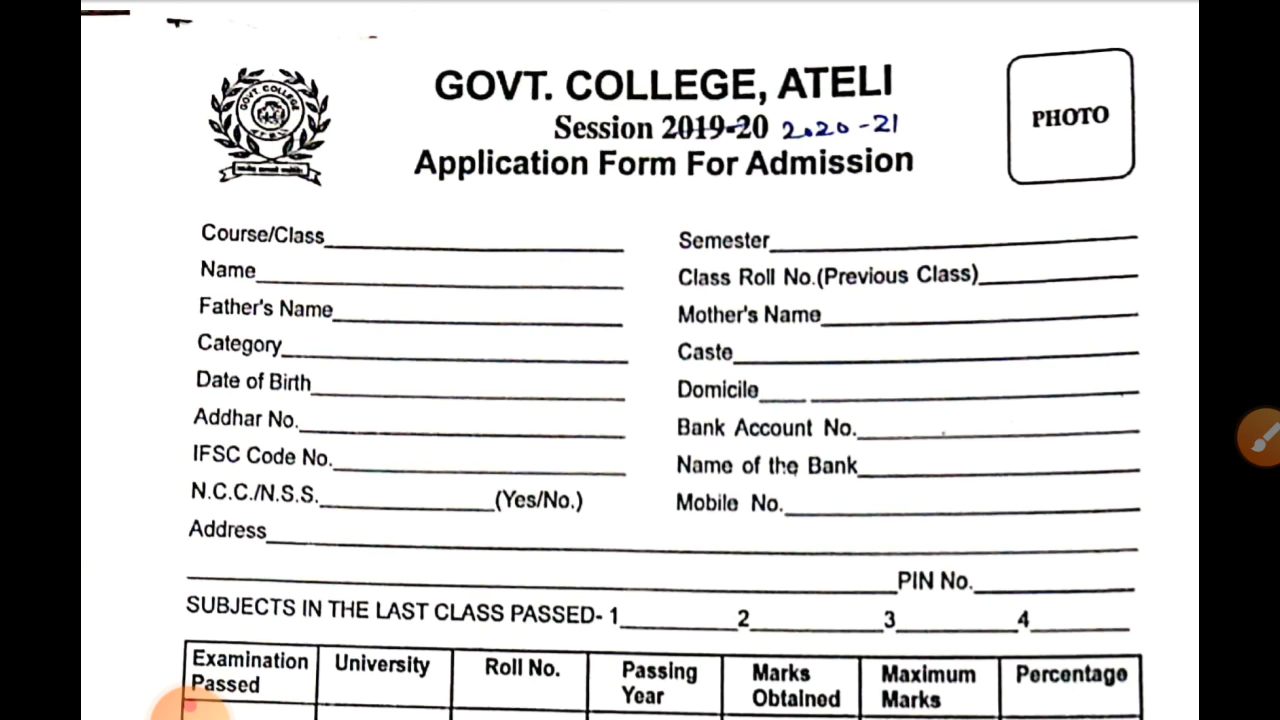 GOVT. COLLEGE, ATELI
Session 2019-20 2020-21
Application Form For Admission
PHOTO
GOVT. COLLEGE
Course/Class
Semester
Name
Class Roll No.(Previous Class)
Father's Name
Mother's Name
Category
Caste
Date of Birth
Domicile
Addhar No.
Bank Account No.
IFSC Code No.
Name of the Bank
N.C.C./N.S.S. (Yes/No.)
Mobile No.
Address
PIN No.
SUBJECTS IN THE LAST CLASS PASSED- 1 2 3 4
Examination Passed
University
Roll No.
Passing Year
Marks Obtained
Maximum Marks
Percentage